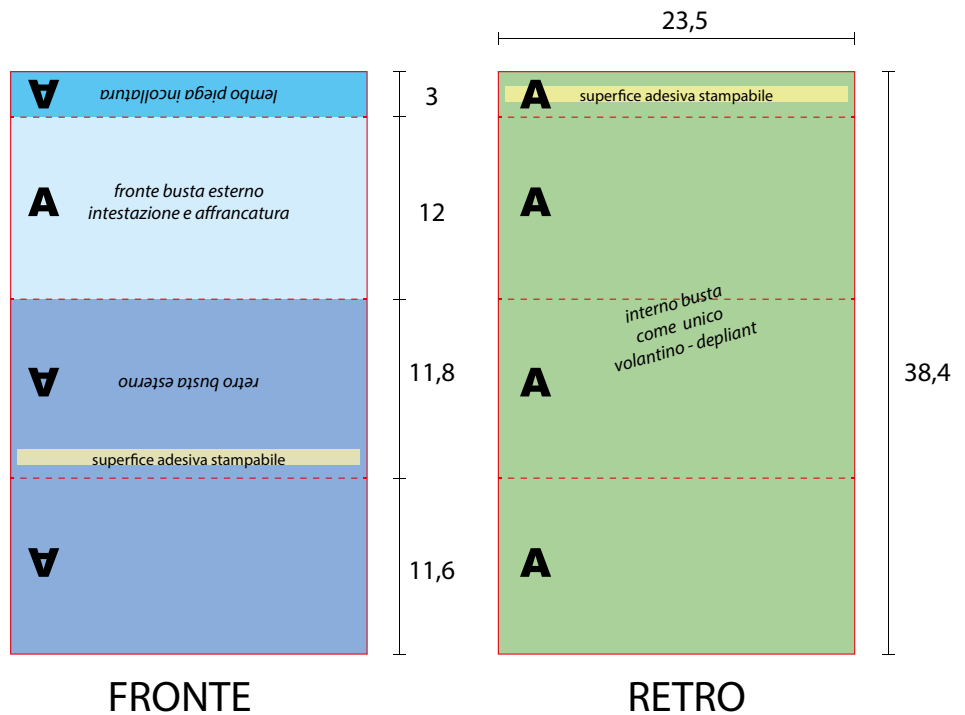 23,5
A lembo piega incollatura
3
A superfice adesiva stampabile
A
fronte busta esterno
intestazione e affrancatura
12
A
interno busta
come unico
volantino - depliant
A retro busta esterno
11,8
A
38,4
superfice adesiva stampabile
A
11,6
A
FRONTE
RETRO